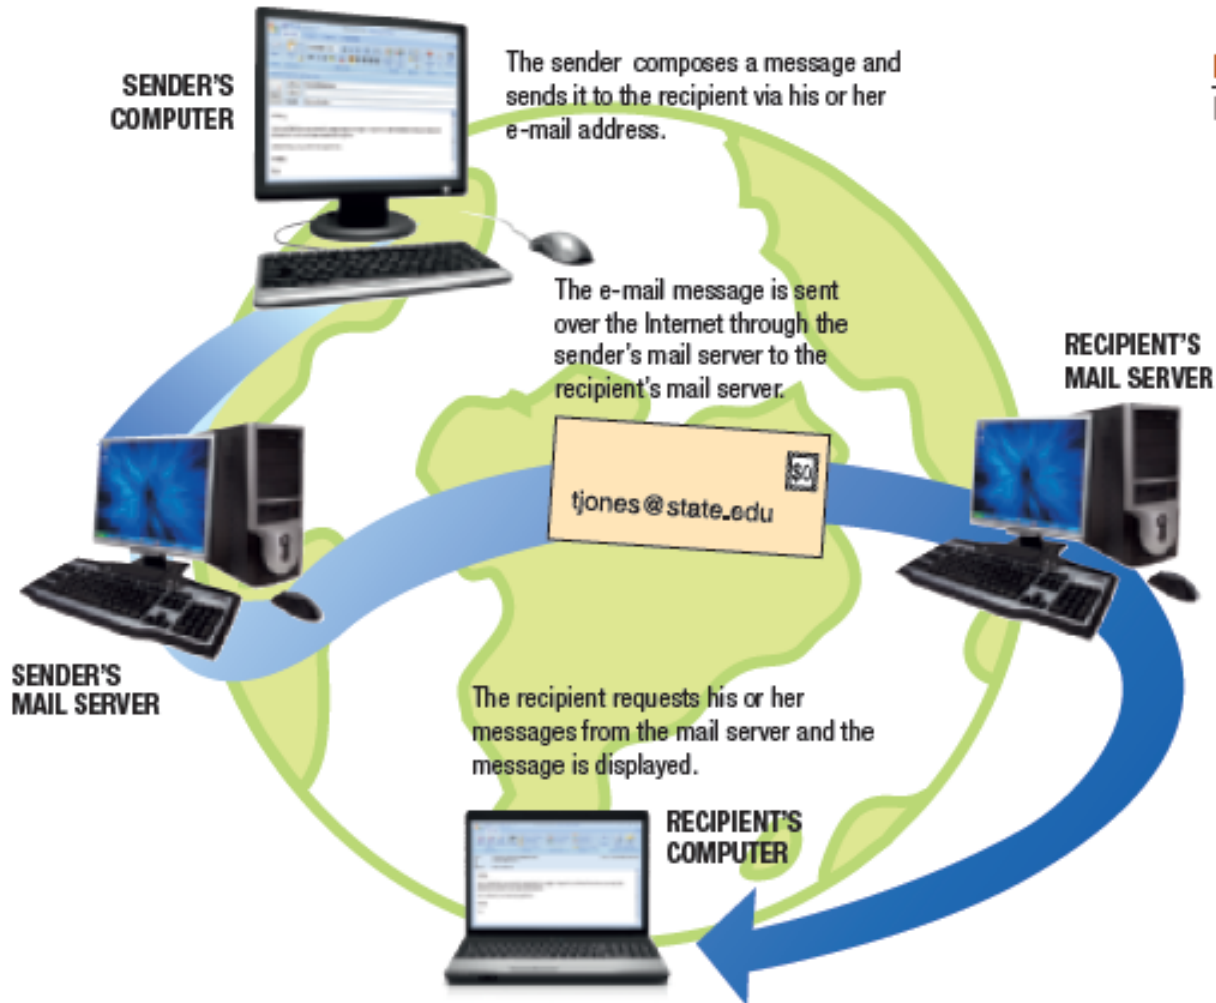 SENDER'S
COMPUTER
The sender composes a message and
sends it to the recipient via his or her
e-mail address.
The e-mail message is sent
over the Internet through the
sender's mail server to the
recipient's mail server.
RECIPIENT'S
MAIL SERVER
$0
tjones@state.edu
SENDER'S
MAIL SERVER
The recipient requests his or her
messages from the mail server and the
message is displayed.
RECIPIENT'S
COMPUTER